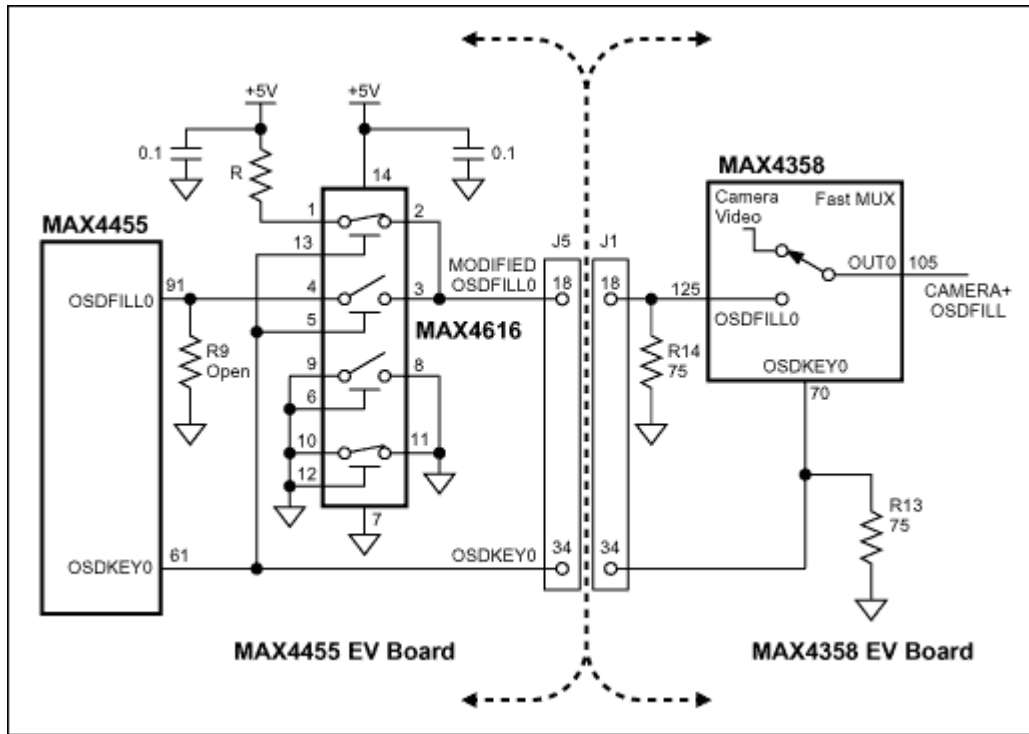 +5V
+5V
0.1
R
0.1
14
MAX4455
1
2
13
OSDFILL0
91
4
3
MODIFIED
OSDFILL0
5
MAX4616
R9
Open
9
8
6
10
11
12
7
OSDKEY0
61
OSDKEY0
J5
J1
18
18
34
34
MAX4358
Camera
Video
Fast MUX
OUT0
105
CAMERA+
OSDFILL
125
OSDFILL0
R14
75
OSDKEY0
70
R13
75
MAX4455 EV Board
MAX4358 EV Board